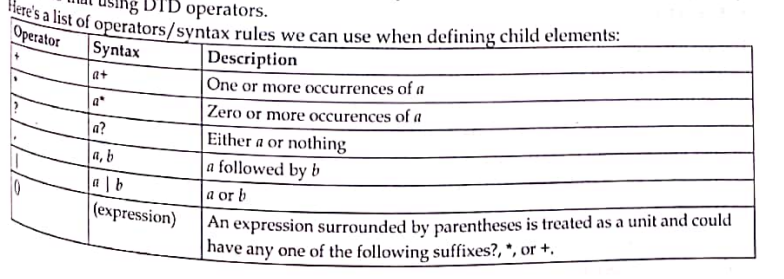 using DTD operators.
Here's a list of operators/syntax rules we can use when defining child elements:
Operator Syntax Description
+ a+ One or more occurrences of a
* a* Zero or more occurences of a
? a? Either a or nothing
, a, b a followed by b
| a | b a or b
() (expression) An expression surrounded by parentheses is treated as a unit and could
have any one of the following suffixes?, *, or +.